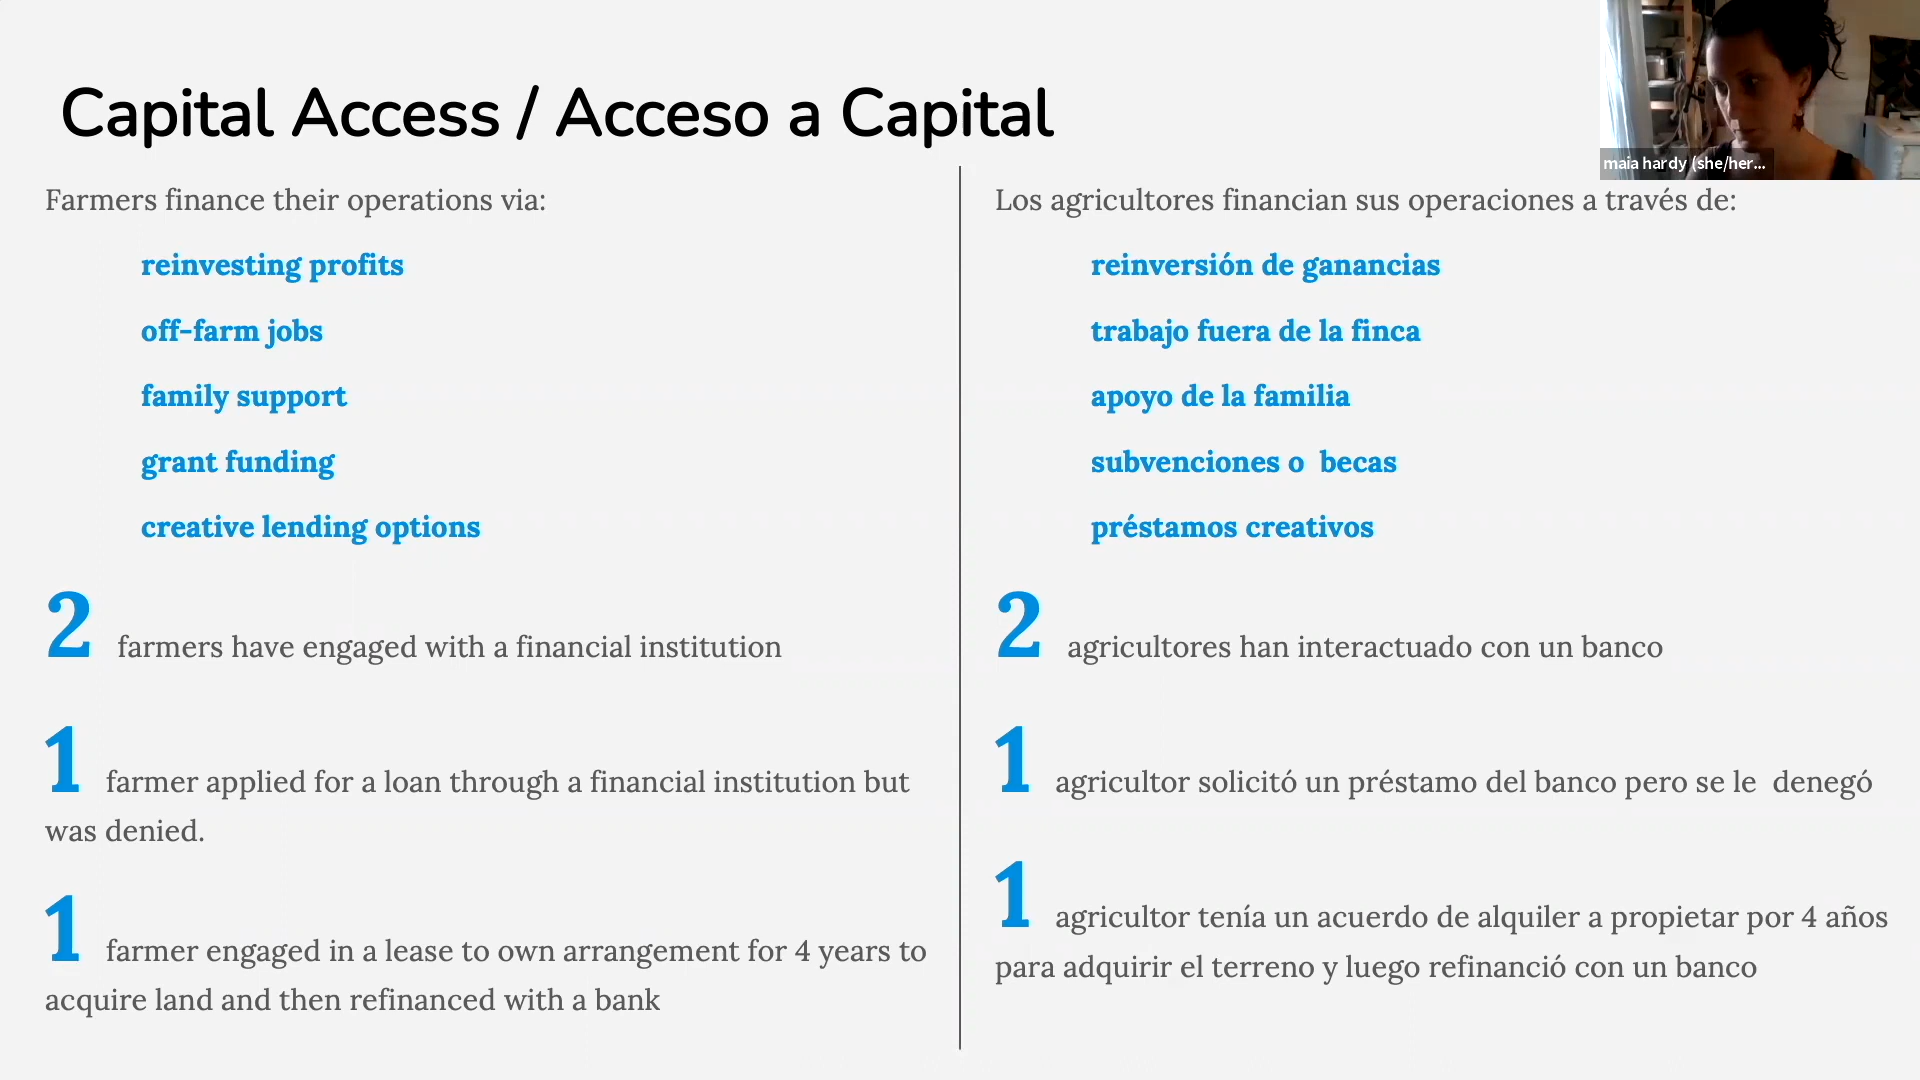 Capital Access / Acceso a Capital
maia hardy (she/her...
Farmers finance their operations via:
reinvesting profits
off-farm jobs
family support
grant funding
creative lending options
2 farmers have engaged with a financial institution
1 farmer applied for a loan through a financial institution but
was denied.
1 farmer engaged in a lease to own arrangement for 4 years to
acquire land and then refinanced with a bank
Los agricultores financian sus operaciones a través de:
reinversión de ganancias
trabajo fuera de la finca
apoyo de la familia
subvenciones o  becas
préstamos creativos
2 agricultores han interactuado con un banco
1 agricultor solicitó un préstamo del banco pero se le  denegó
1 agricultor tenía un acuerdo de alquiler a propietar por 4 años
para adquirir el terreno y luego refinanció con un banco